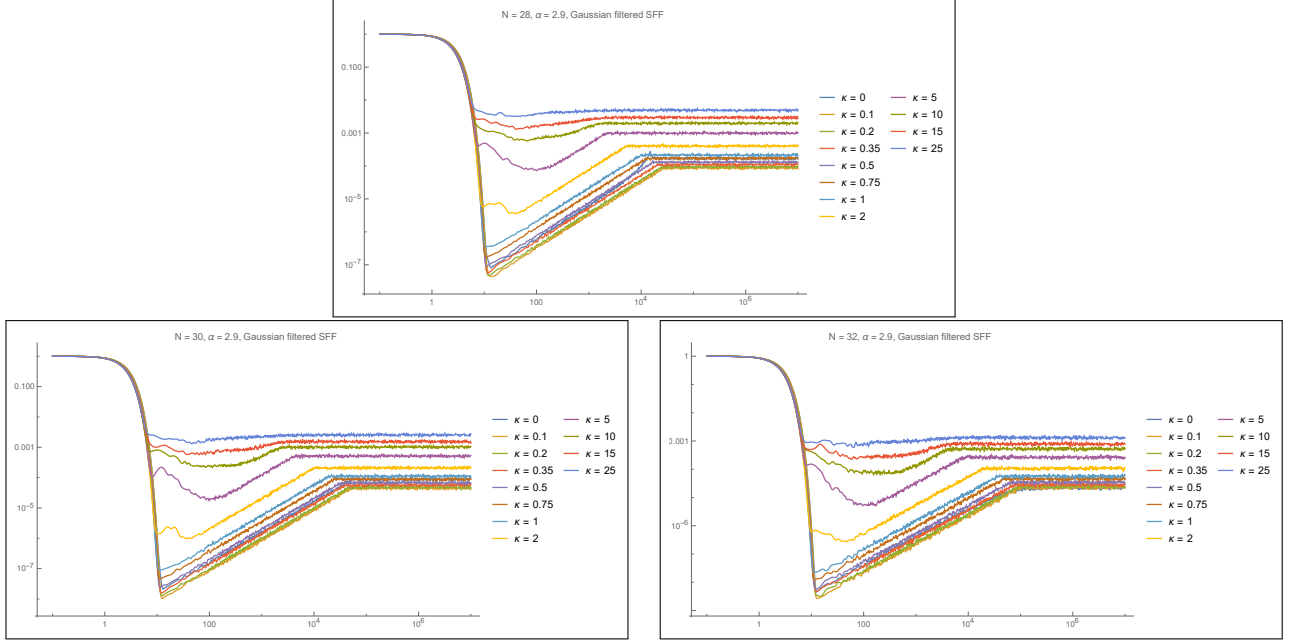 N = 28, α = 2.9, Gaussian filtered SFF
0.100
0.001
10⁻⁵
10⁻⁷
1
100
10⁴
10⁶
κ = 0
κ = 0.1
κ = 0.2
κ = 0.35
κ = 0.5
κ = 0.75
κ = 1
κ = 2
κ = 5
κ = 10
κ = 15
κ = 25
N = 30, α = 2.9, Gaussian filtered SFF
0.100
0.001
10⁻⁵
10⁻⁷
1
100
10⁴
10⁶
κ = 0
κ = 0.1
κ = 0.2
κ = 0.35
κ = 0.5
κ = 0.75
κ = 1
κ = 2
κ = 5
κ = 10
κ = 15
κ = 25
N = 32, α = 2.9, Gaussian filtered SFF
1
0.001
10⁻⁶
1
100
10⁴
10⁶
κ = 0
κ = 0.1
κ = 0.2
κ = 0.35
κ = 0.5
κ = 0.75
κ = 1
κ = 2
κ = 5
κ = 10
κ = 15
κ = 25